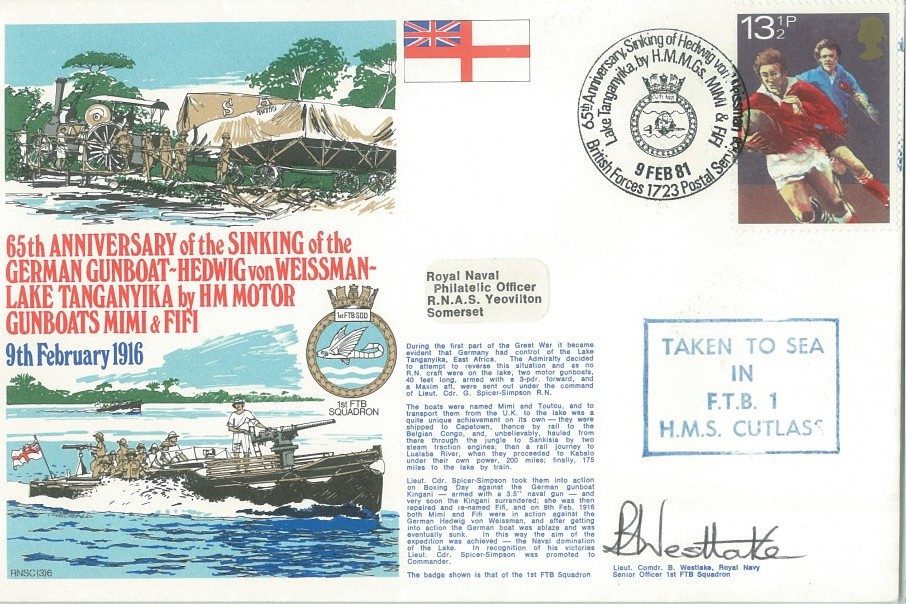 65th ANNIVERSARY of the SINKING of the
GERMAN GUNBOAT~HEDWIG von WEISSMAN~
LAKE TANGANYIKA by HM MOTOR
GUNBOATS MIMI & FIFI
9th February 1916
1st FTB SQD
1st FTB
SQUADRON
RNSC(3)6
65th Anniversary, Sinking of Hedwig von
Lake Tanganyika, by H.M.M.Gs. MIMI & FIFI
9 FEB 81
British Forces 1723 Postal Service
13½P
Royal Naval
Philatelic Officer
R.N.A.S. Yeovilton
Somerset
During the first part of the Great War it became
evident that Germany had control of the Lake
Tanganyika, East Africa. The Admiralty decided
to attempt to reverse this situation and as no
R.N. craft were on the lake, two motor gunboats,
40 feet long, armed with a 3-pdr. forward, and
a Maxim aft, were sent out under the command
of Lieut. Cdr. G. Spicer-Simpson R.N.
The boats were named Mimi and Toutou, and to
transport them from the U.K. to the lake was a
quite unique achievement on its own — they were
shipped to Capetown, thence by rail to the
Belgian Congo, and, unbelievably, hauled from
there through the jungle to Sankisia by two
steam traction engines; then a rail journey to
Lualaba River, when they proceeded to Kabalo
under their own power, 200 miles; finally, 175
miles to the lake by train.
Lieut. Cdr. Spicer-Simpson took them into action
on Boxing Day against the German gunboat
Kingani — armed with a 3.5" naval gun — and
very soon the Kingani surrendered; she was then
repaired and re-named Fifi, and on 9th Feb. 1916
both Mimi and Fifi were in action against the
German Hedwig von Weissman, and after getting
into action the German boat was ablaze and was
eventually sunk. In this way the aim of the
expedition was achieved — the Naval domination
of the Lake. In recognition of his victories
Lieut. Cdr. Spicer-Simpson was promoted to
Commander.
The badge shown is that of the 1st FTB Squadron
TAKEN TO SEA
IN
F.T.B. 1
H.M.S. CUTLASS
B Westlake
Lieut. Comdr. B. Westlake, Royal Navy
Senior Officer 1st FTB Squadron